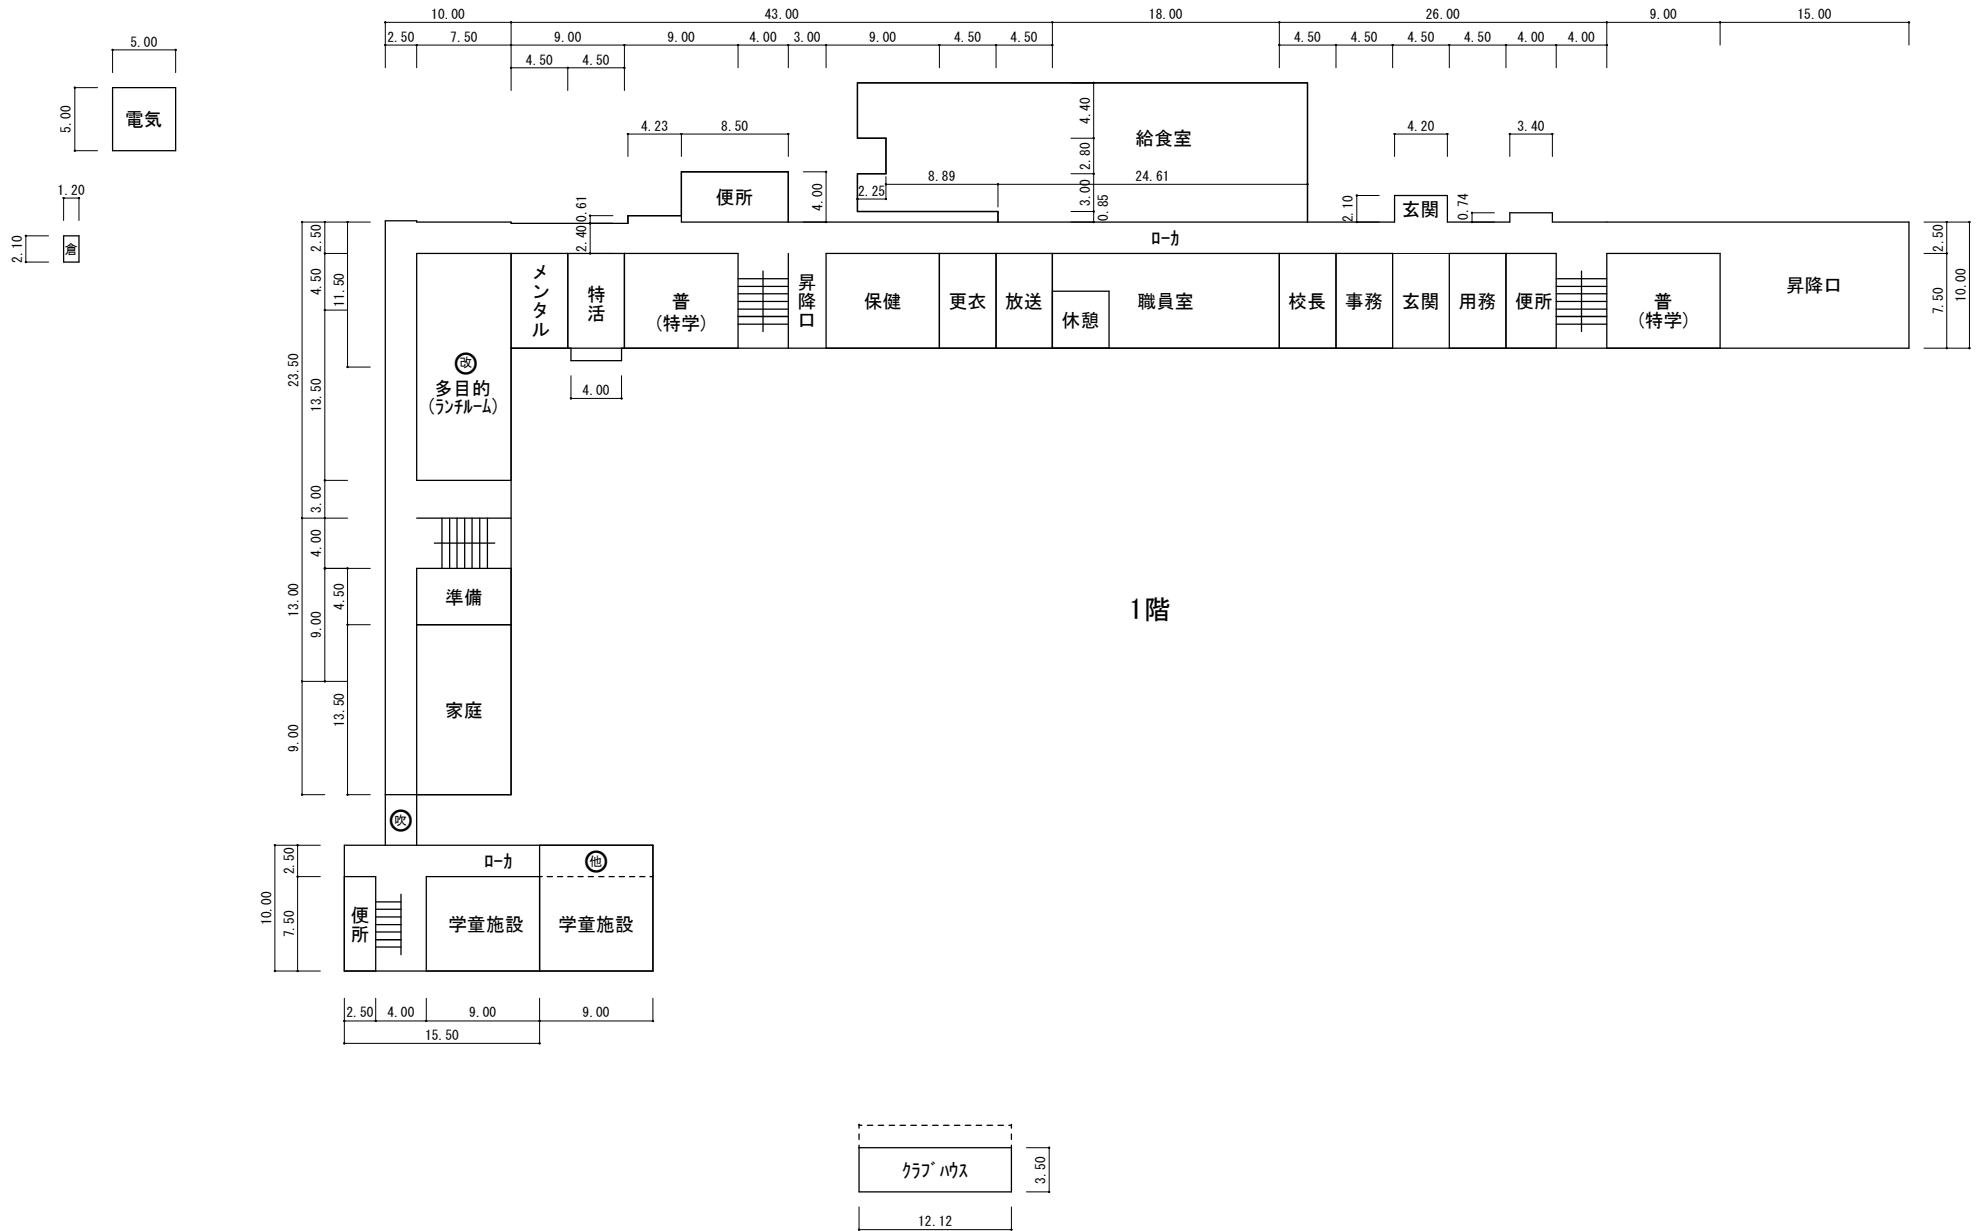 10.00 43.00 18.00 26.00 9.00 15.00
2.50 7.50 9.00 9.00 4.00 3.00 9.00 4.50 4.50 4.50 4.50 4.50 4.50 4.00 4.00
4.50 4.50
5.00
5.00
電気
1.20
2.10
倉
4.23 8.50
便所
4.00
0.61
2.40
4.40
2.80
3.00
0.85
給食室
2.25 8.89 24.61
4.20 3.40
2.10
玄関
0.74
ローカ
2.50
4.50
11.50
23.50
13.50
3.00
4.00
13.00
9.00
4.50
9.00
13.50
メンタル
特活
普
(特学)
昇降口
保健
更衣
放送
休憩
職員室
校長
事務
玄関
用務
便所
普
(特学)
昇降口
2.50
7.50
10.00
4.00
改
多目的
(ランチルーム)
準備
家庭
1階
吹
ローカ
他
2.50
7.50
10.00
便所
学童施設
学童施設
2.50 4.00 9.00 9.00
15.50
クラブハウス
3.50
12.12